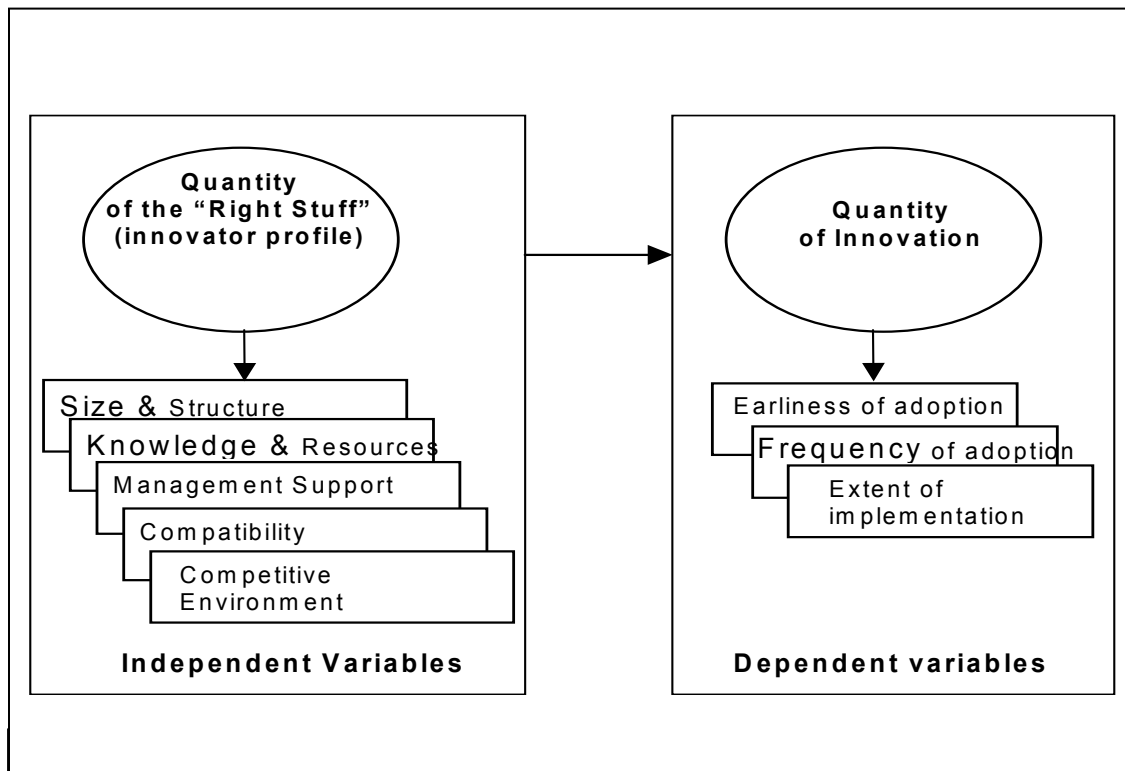 Quantity
of the “Right Stuff”
(innovator profile)
Size & Structure
Knowledge & Resources
Management Support
Compatibility
Competitive
Environment
Independent Variables
Quantity
of Innovation
Earliness of adoption
Frequency of adoption
Extent of
implementation
Dependent variables